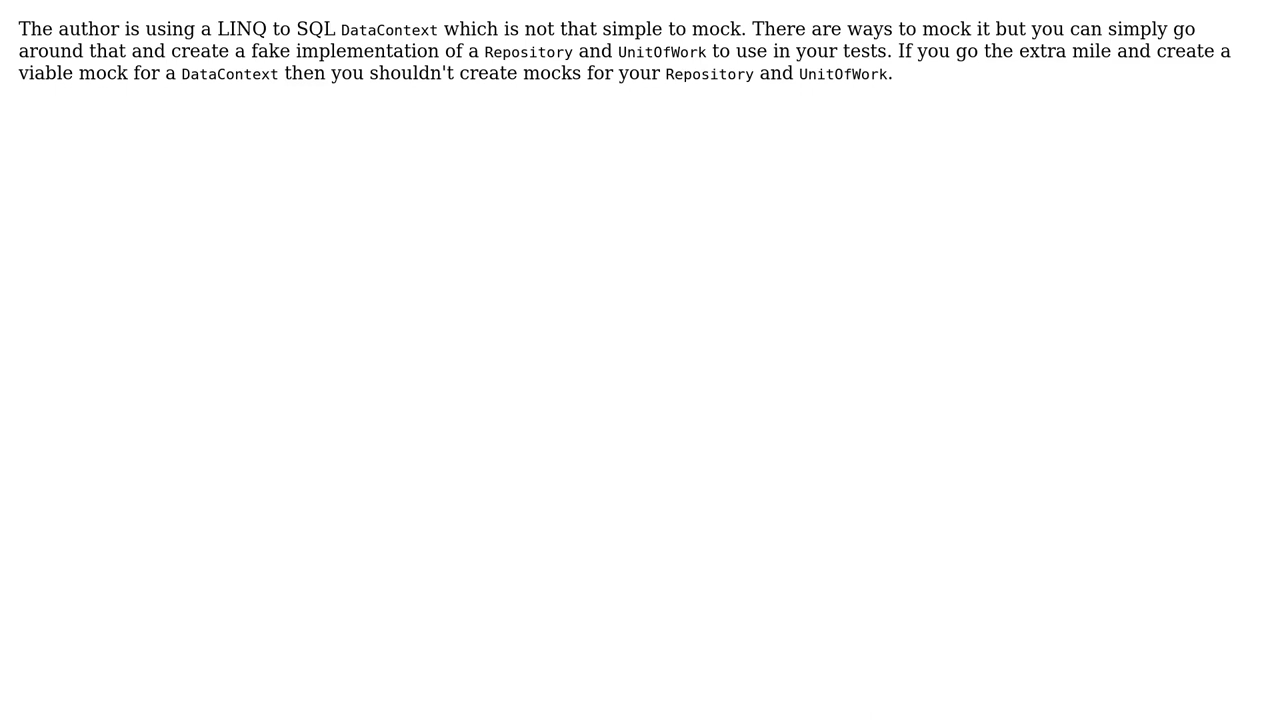 The author is using a LINQ to SQL DataContext which is not that simple to mock. There are ways to mock it but you can simply go
around that and create a fake implementation of a Repository and UnitOfWork to use in your tests. If you go the extra mile and create a
viable mock for a DataContext then you shouldn't create mocks for your Repository and UnitOfWork.